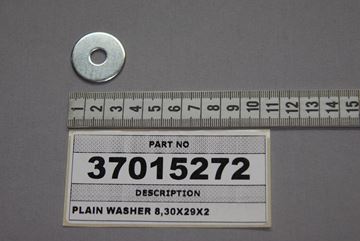 1 2 3 4 5 6 7 8 9 10 11 12 13 14 15
PART NO
37015272
DESCRIPTION
PLAIN WASHER 8,30X29X2